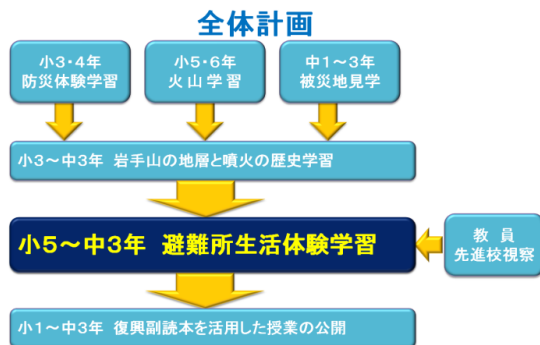 全体計画
小3・4年
防災体験学習
小5・6年
火山学習
中1～3年
被災地見学
小3～中3年 岩手山の地層と噴火の歴史学習
小5～中3年 避難所生活体験学習
教 員
先進校視察
小1～中3年 復興副読本を活用した授業の公開